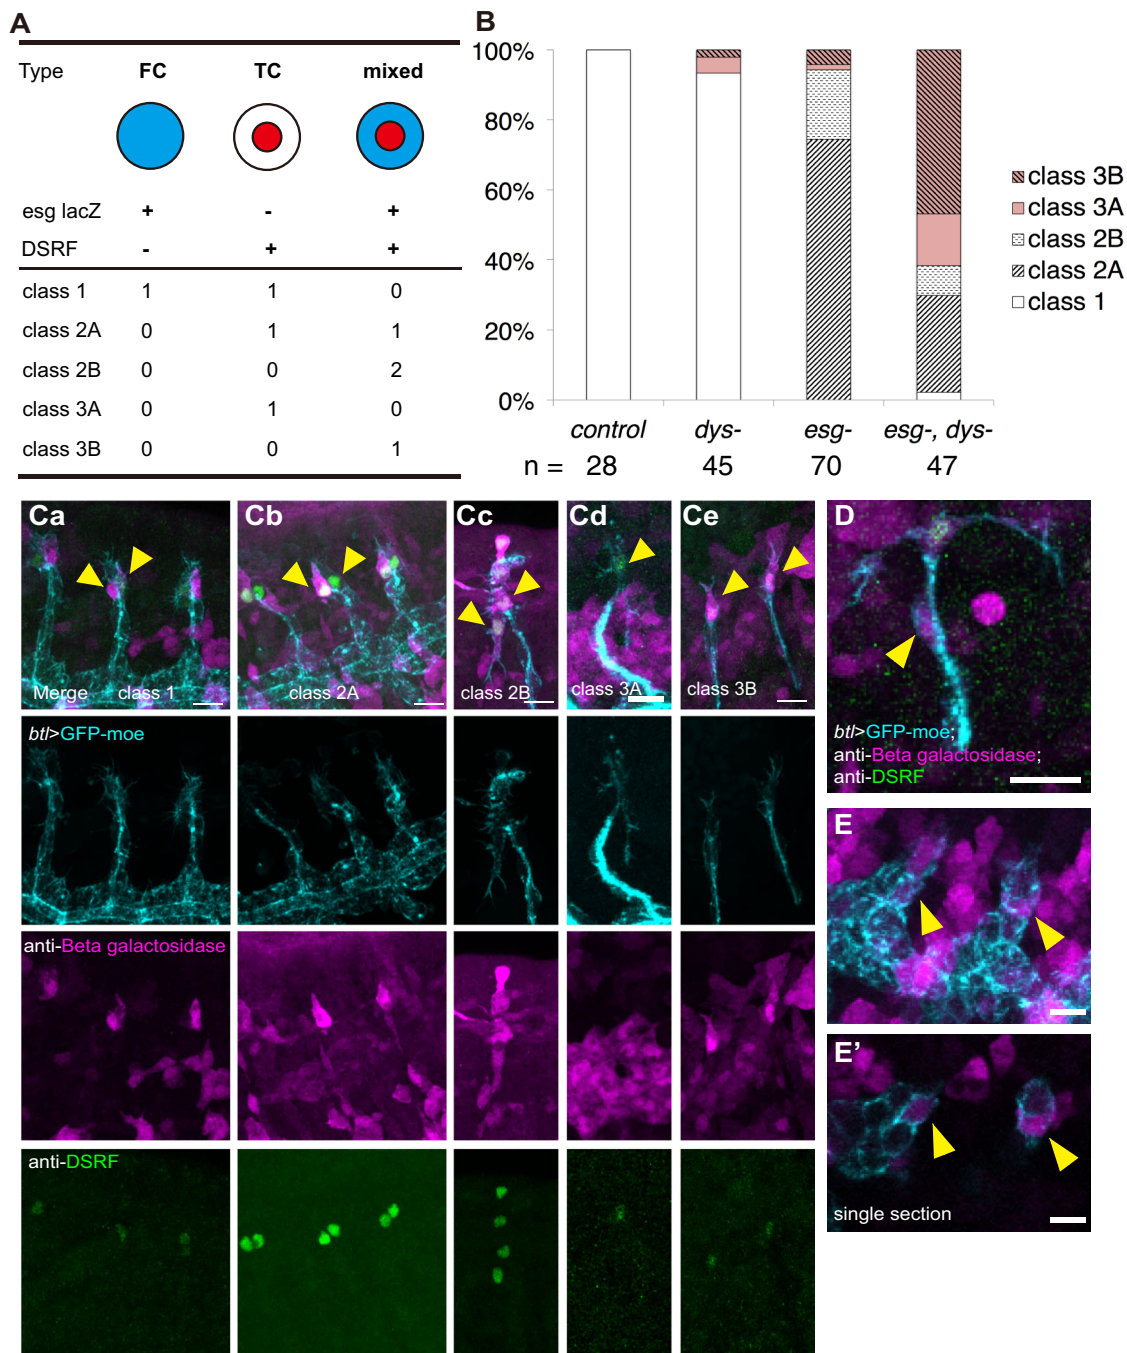 A
Type FC TC mixed
esg lacZ + - +
DSRF - + +
class 1 1 1 0
class 2A 0 1 1
class 2B 0 0 2
class 3A 0 1 0
class 3B 0 0 1
B
100%
80%
60%
40%
20%
0%
class 3B
class 3A
class 2B
class 2A
class 1
control dys- esg- esg-, dys-
n = 28 45 70 47
Ca Cb Cc Cd Ce
Merge class 1 class 2A class 2B class 3A class 3B
btl>GFP-moe
anti-Beta galactosidase
anti-DSRF
D
btl>GFP-moe;
anti-Beta galactosidase;
anti-DSRF
E
E'
single section